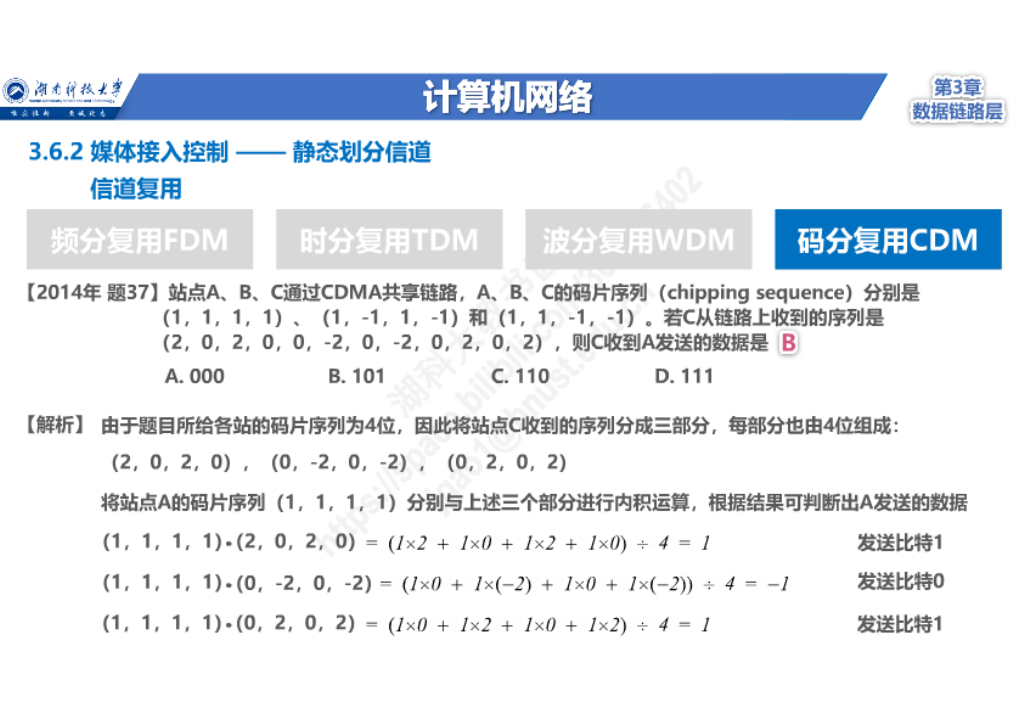 湖南科技大学
计算机网络
第3章
数据链路层
3.6.2 媒体接入控制 —— 静态划分信道
信道复用
频分复用FDM 时分复用TDM 波分复用WDM 码分复用CDM
【2014年 题37】站点A、B、C通过CDMA共享链路，A、B、C的码片序列（chipping sequence）分别是
（1，1，1，1）、（1，-1，1，-1）和（1，1，-1，-1）。若C从链路上收到的序列是
（2，0，2，0，0，-2，0，-2，0，2，0，2），则C收到A发送的数据是 B
A. 000 B. 101 C. 110 D. 111
【解析】 由于题目所给各站的码片序列为4位，因此将站点C收到的序列分成三部分，每部分也由4位组成：
（2，0，2，0），（0，-2，0，-2），（0，2，0，2）
将站点A的码片序列（1，1，1，1）分别与上述三个部分进行内积运算，根据结果可判断出A发送的数据
(1，1，1，1)•(2，0，2，0) = (1×2 + 1×0 + 1×2 + 1×0) ÷ 4 = 1 发送比特1
(1，1，1，1)•(0，-2，0，-2) = (1×0 + 1×(−2) + 1×0 + 1×(−2)) ÷ 4 = −1 发送比特0
(1，1，1，1)•(0，2，0，2) = (1×0 + 1×2 + 1×0 + 1×2) ÷ 4 = 1 发送比特1